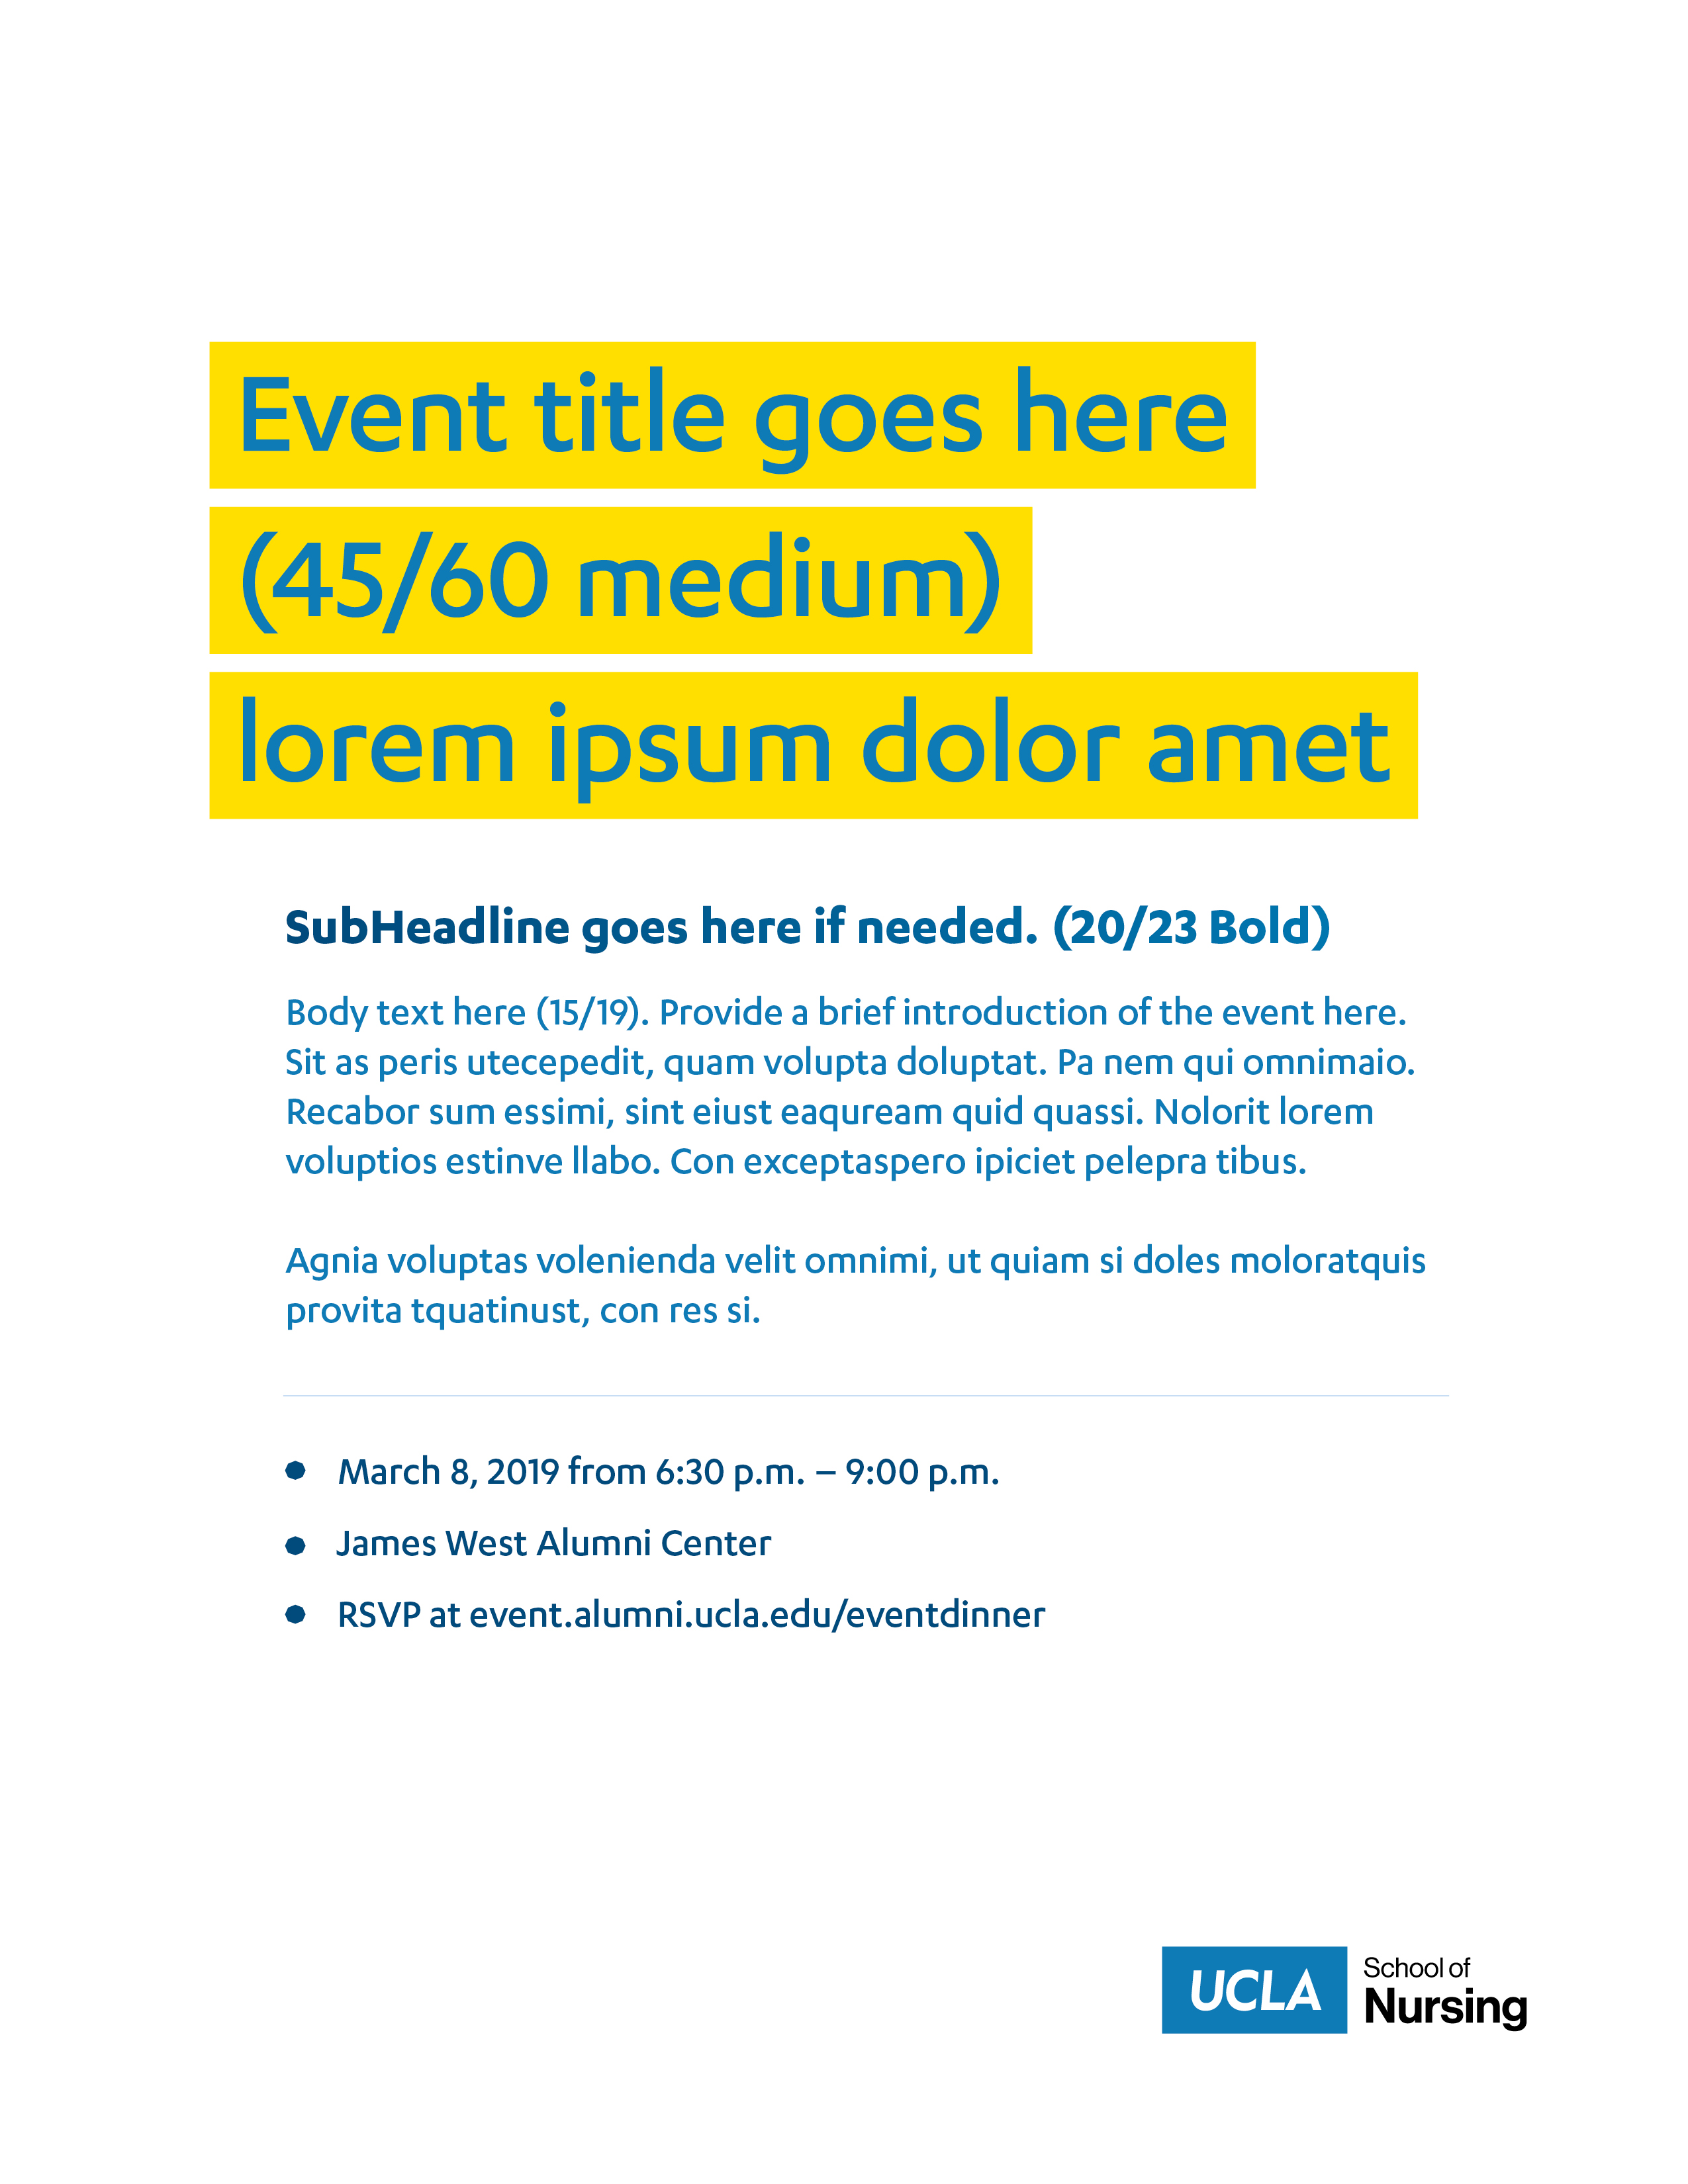 Event title goes here
(45/60 medium)
lorem ipsum dolor amet
SubHeadline goes here if needed. (20/23 Bold)
Body text here (15/19). Provide a brief introduction of the event here.
Sit as peris utecepedit, quam volupta doluptat. Pa nem qui omnimaio.
Recabor sum essimi, sint eiust eaquream quid quassi. Nolorit lorem
voluptios estinve llabo. Con exceptaspero ipiciet pelepra tibus.
Agnia voluptas volenienda velit omnimi, ut quiam si doles moloratquis
provita tquatinust, con res si.
March 8, 2019 from 6:30 p.m. – 9:00 p.m.
James West Alumni Center
RSVP at event.alumni.ucla.edu/eventdinner
UCLA
School of
Nursing